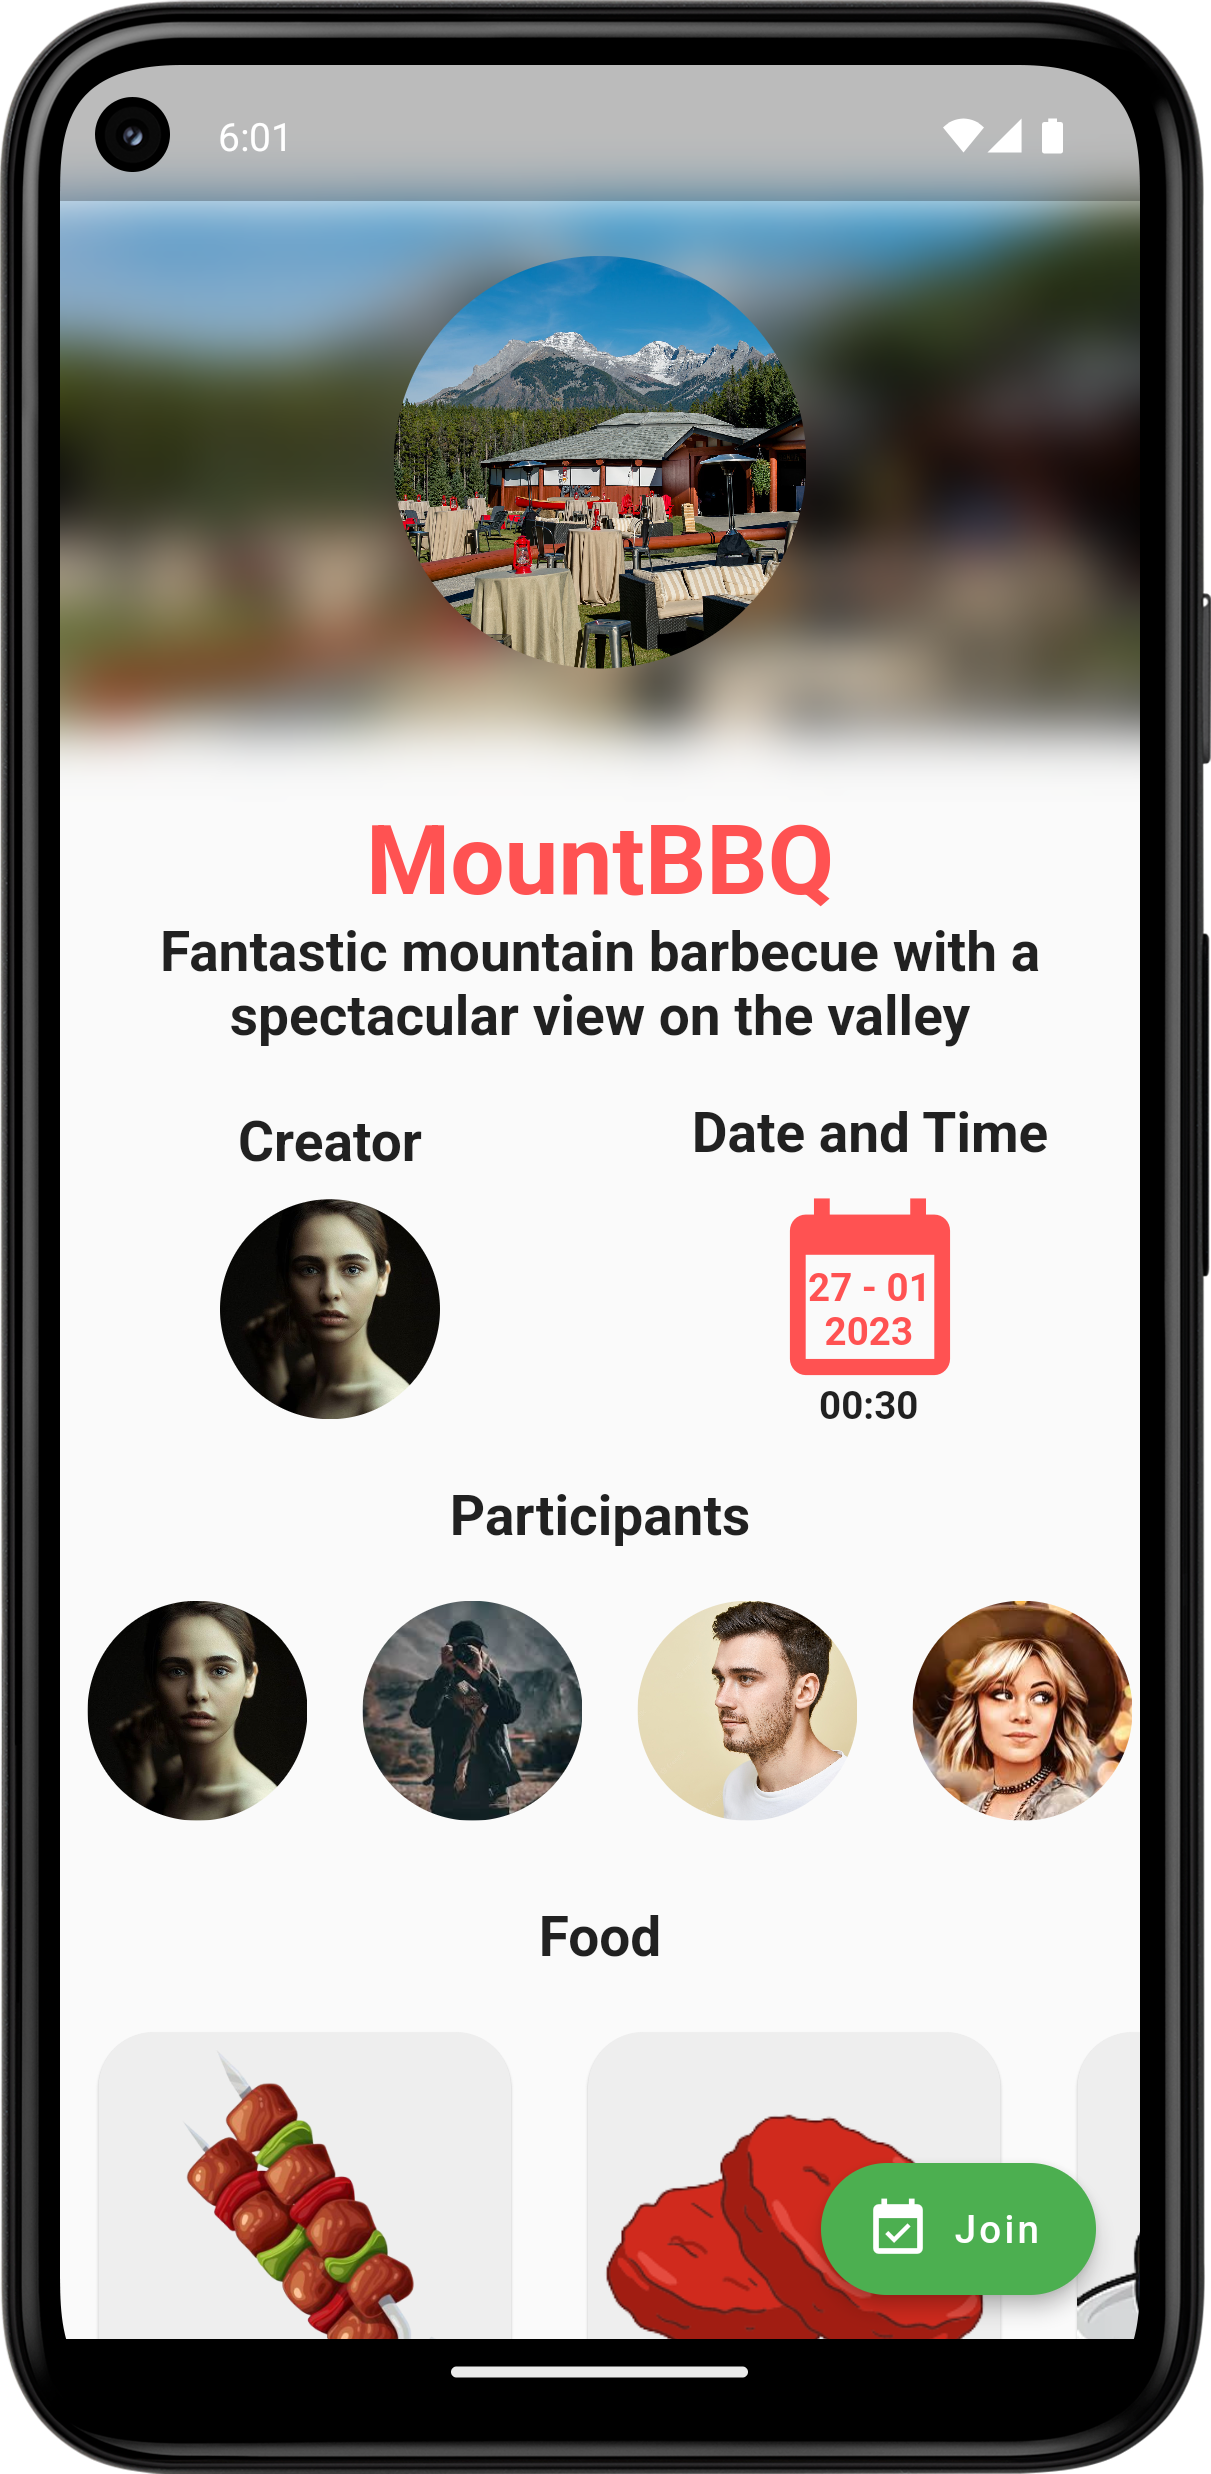 6:01
MountBBQ
Fantastic mountain barbecue with a
spectacular view on the valley
Creator
Date and Time
27 - 01
2023
00:30
Participants
Food
Join